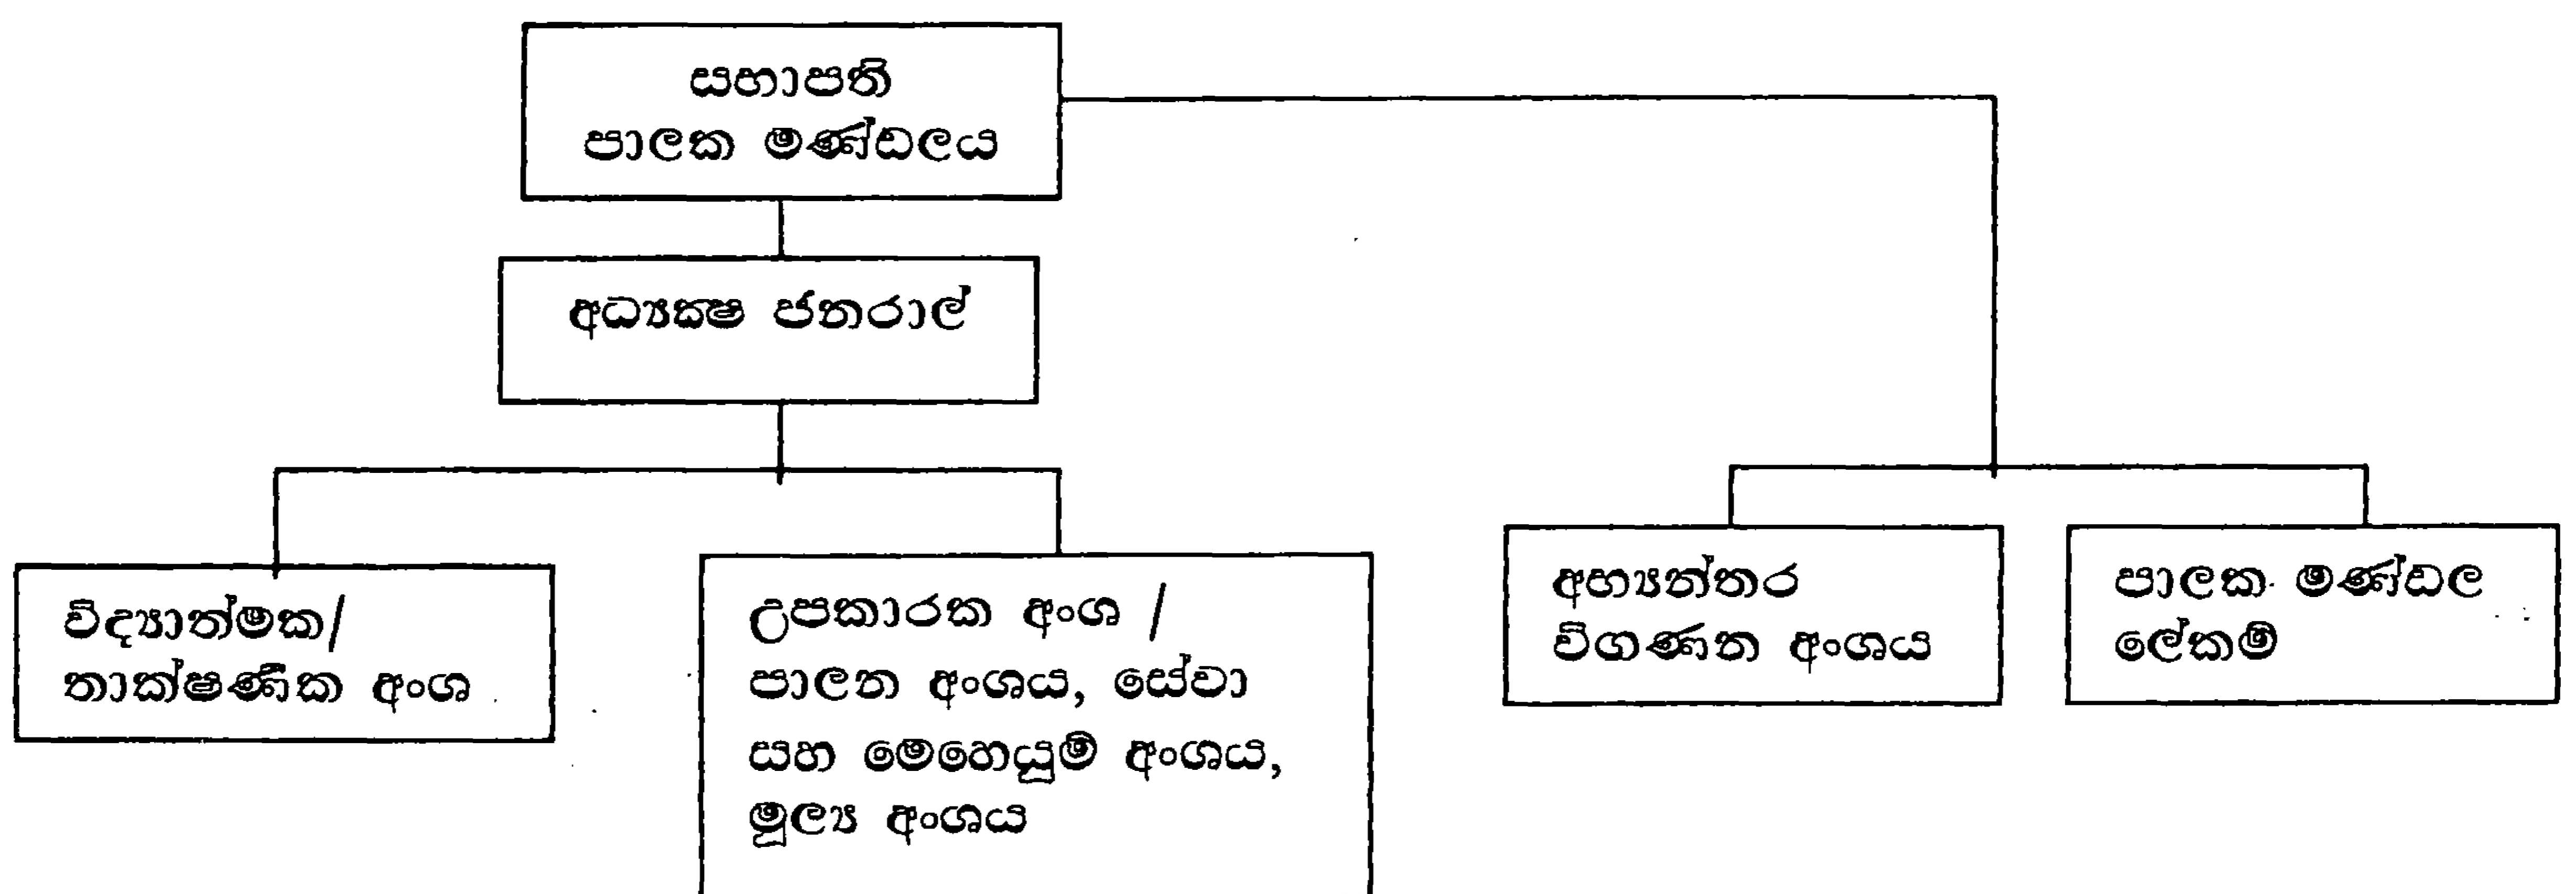 සභාපති
පාලක මණ්ඩලය
අධ්‍යක්ෂ ජනරාල්
විද්‍යාත්මක/
තාක්ෂණික අංශ
උපකාරක අංශ /
පාලන අංශය, සේවා
සහ මෙහෙයුම් අංශය,
මූල්‍ය අංශය
අභ්‍යන්තර
විගණන අංශය
පාලක මණ්ඩල
ලේකම්